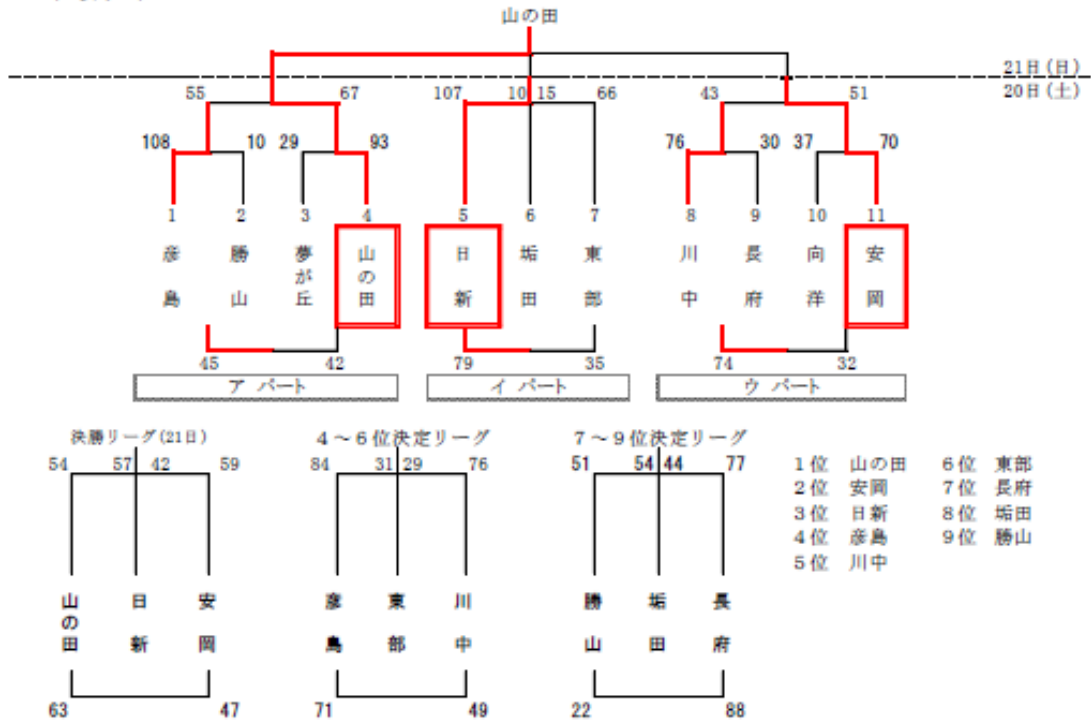 山の田
21日(日)
20日(土)
55 67 107 10 15 66 43 51
108 10 29 93 76 30 37 70
1 2 3 4 5 6 7 8 9 10 11
彦島 勝山 夢が丘 山の田 日新 垢田 東部 川中 長府 向洋 安岡
45 42 79 35 74 32
ア パート イ パート ウ パート
決勝リーグ(21日) 4～6位決定リーグ 7～9位決定リーグ
54 57 42 59 84 31 29 76 51 54 44 77
1位 山の田 6位 東部
2位 安岡 7位 長府
3位 日新 8位 垢田
4位 彦島 9位 勝山
5位 川中
山の田 日新 安岡 彦島 東部 川中 勝山 垢田 長府
63 47 71 49 22 88